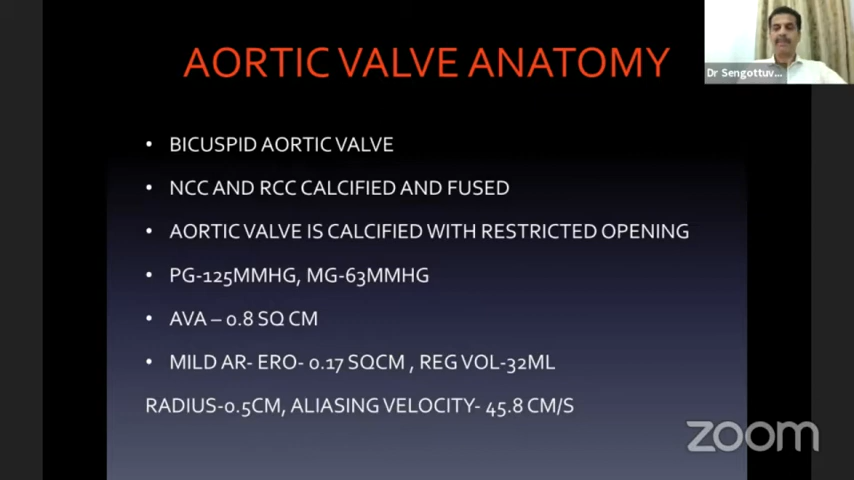 AORTIC VALVE ANATOMY
Dr Sengottuv...
• BICUSPID AORTIC VALVE
• NCC AND RCC CALCIFIED AND FUSED
• AORTIC VALVE IS CALCIFIED WITH RESTRICTED OPENING
• PG-125MMHG, MG-63MMHG
• AVA – 0.8 SQ CM
• MILD AR- ERO- 0.17 SQCM , REG VOL-32ML
RADIUS-0.5CM, ALIASING VELOCITY- 45.8 CM/S
zoom